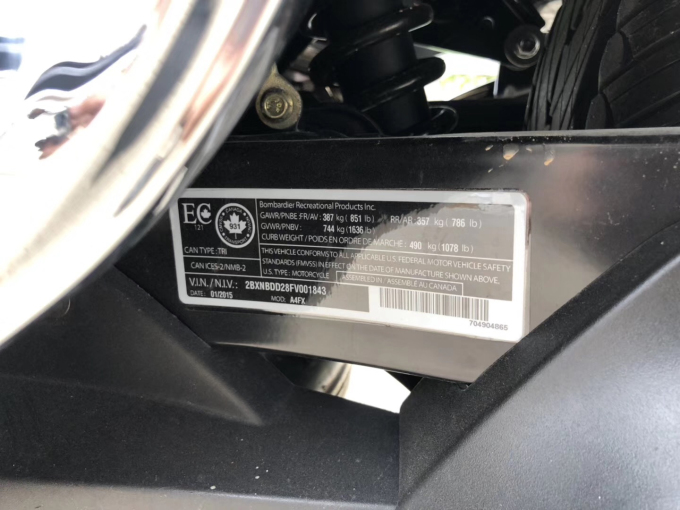 EC
121
CANADA
931
Bombardier Recreational Products Inc.
GAWR/PNBE FR/AV : 387 kg ( 851 lb ) RR/AR: 357 kg ( 786 lb )
GVWR/PNBV : 744 kg (1636 lb )
CURB WEIGHT / POIDS EN ORDRE DE MARCHE : 490 kg (1078 lb )
CAN TYPE: TRI
THIS VEHICLE CONFORMS TO ALL APPLICABLE U.S. FEDERAL MOTOR VEHICLE SAFETY
STANDARDS (FMVSS) IN EFFECT ON THE DATE OF MANUFACTURE SHOWN ABOVE.
CAN ICES-2/NMB-2
U.S. TYPE: MOTORCYCLE
ASSEMBLED IN / ASSEMBLÉ AU CANADA
V.I.N. / N.I.V.: 2BXNBDD28FV001843
DATE: 01/2015
MOD: A4FX
704904865